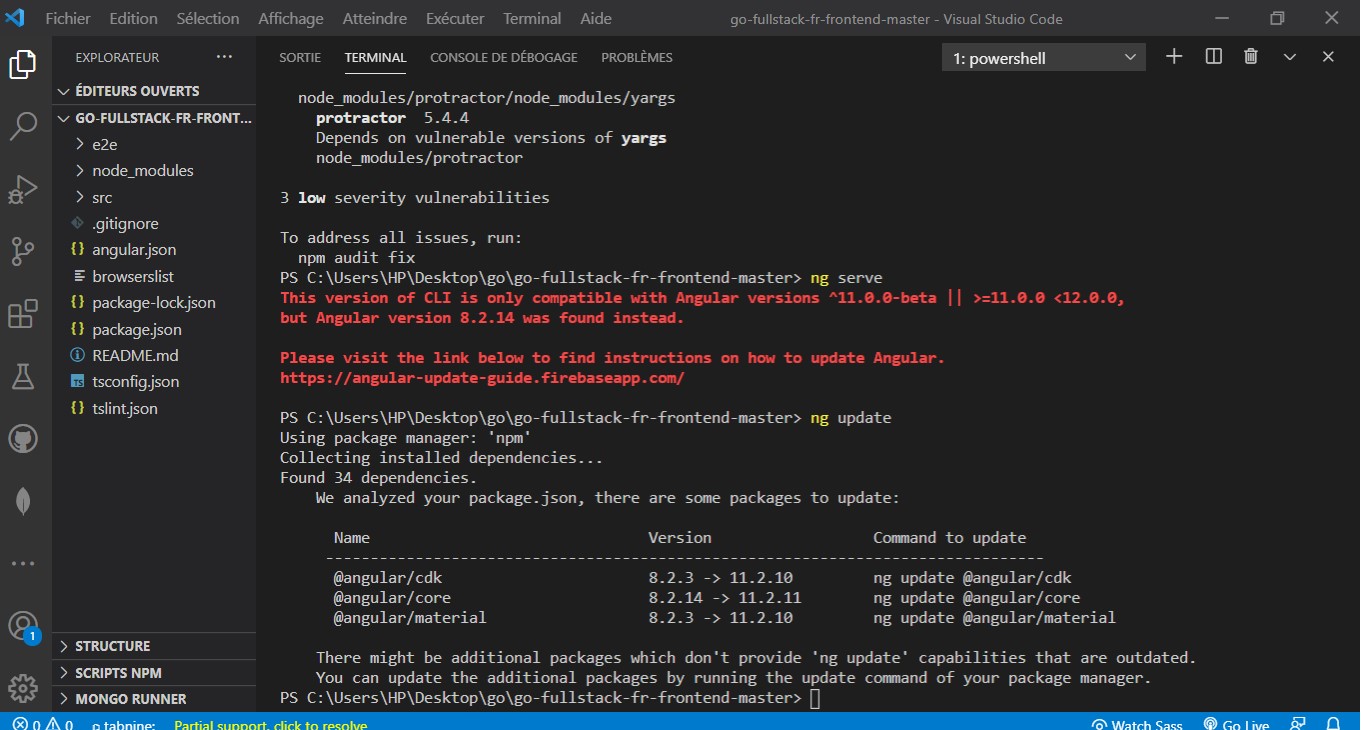 Fichier Edition Sélection Affichage Atteindre Exécuter Terminal Aide
go-fullstack-fr-frontend-master - Visual Studio Code
EXPLORATEUR ...
ÉDITEURS OUVERTS
GO-FULLSTACK-FR-FRONT...
e2e
node_modules
src
.gitignore
angular.json
browserslist
package-lock.json
package.json
README.md
tsconfig.json
tslint.json
STRUCTURE
SCRIPTS NPM
MONGO RUNNER
1
SORTIE TERMINAL CONSOLE DE DÉBOGAGE PROBLÈMES
1: powershell
node_modules/protractor/node_modules/yargs
protractor 5.4.4
Depends on vulnerable versions of yargs
node_modules/protractor
3 low severity vulnerabilities
To address all issues, run:
npm audit fix
PS C:\Users\HP\Desktop\go\go-fullstack-fr-frontend-master> ng serve
This version of CLI is only compatible with Angular versions ^11.0.0-beta || >=11.0.0 <12.0.0,
but Angular version 8.2.14 was found instead.
Please visit the link below to find instructions on how to update Angular.
https://angular-update-guide.firebaseapp.com/
PS C:\Users\HP\Desktop\go\go-fullstack-fr-frontend-master> ng update
Using package manager: 'npm'
Collecting installed dependencies...
Found 34 dependencies.
We analyzed your package.json, there are some packages to update:
Name Version Command to update
--------------------------------------------------------------------------------
@angular/cdk 8.2.3 -> 11.2.10 ng update @angular/cdk
@angular/core 8.2.14 -> 11.2.11 ng update @angular/core
@angular/material 8.2.3 -> 11.2.10 ng update @angular/material
There might be additional packages which don't provide 'ng update' capabilities that are outdated.
You can update the additional packages by running the update command of your package manager.
PS C:\Users\HP\Desktop\go\go-fullstack-fr-frontend-master>
0 0 tabnine: Partial support, click to resolve Watch Sass Go Live